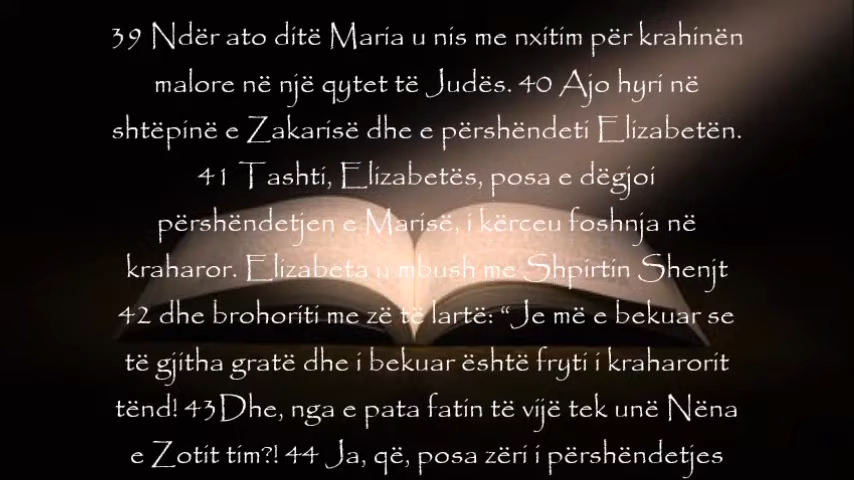 39 Ndër ato ditë Maria u nis me nxitim për krahinën
malore në një qytet të Judës. 40 Ajo hyri në
shtëpinë e Zakarisë dhe e përshëndeti Elizabetën.
41 Tashti, Elizabetës, posa e dëgjoi
përshëndetjen e Marisë, i kërceu foshnja në
kraharor. Elizabeta u mbush me Shpirtin Shenjt
42 dhe brohoriti me zë të lartë: “Je më e bekuar se
të gjitha gratë dhe i bekuar është fryti i kraharorit
tënd! 43Dhe, nga e pata fatin të vijë tek unë Nëna
e Zotit tim?! 44 Ja, që, posa zëri i përshëndetjes